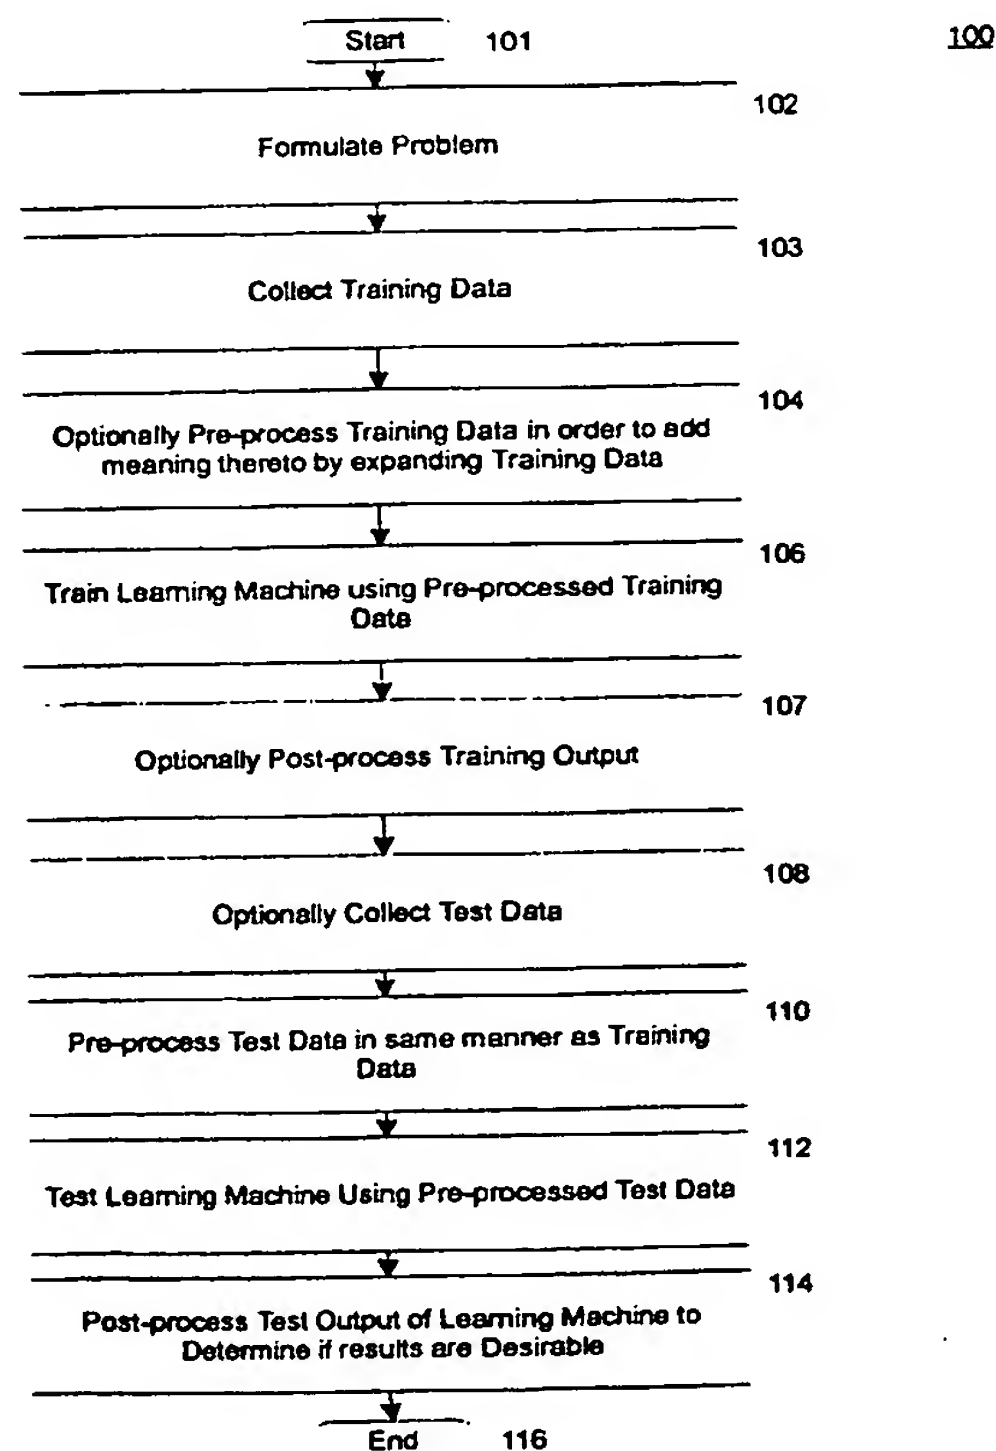 Start 101 100
102
Formulate Problem
103
Collect Training Data
104
Optionally Pre-process Training Data in order to add
meaning thereto by expanding Training Data
106
Train Learning Machine using Pre-processed Training
Data
107
Optionally Post-process Training Output
108
Optionally Collect Test Data
110
Pre-process Test Data in same manner as Training
Data
112
Test Learning Machine Using Pre-processed Test Data
114
Post-process Test Output of Learning Machine to
Determine if results are Desirable
End 116